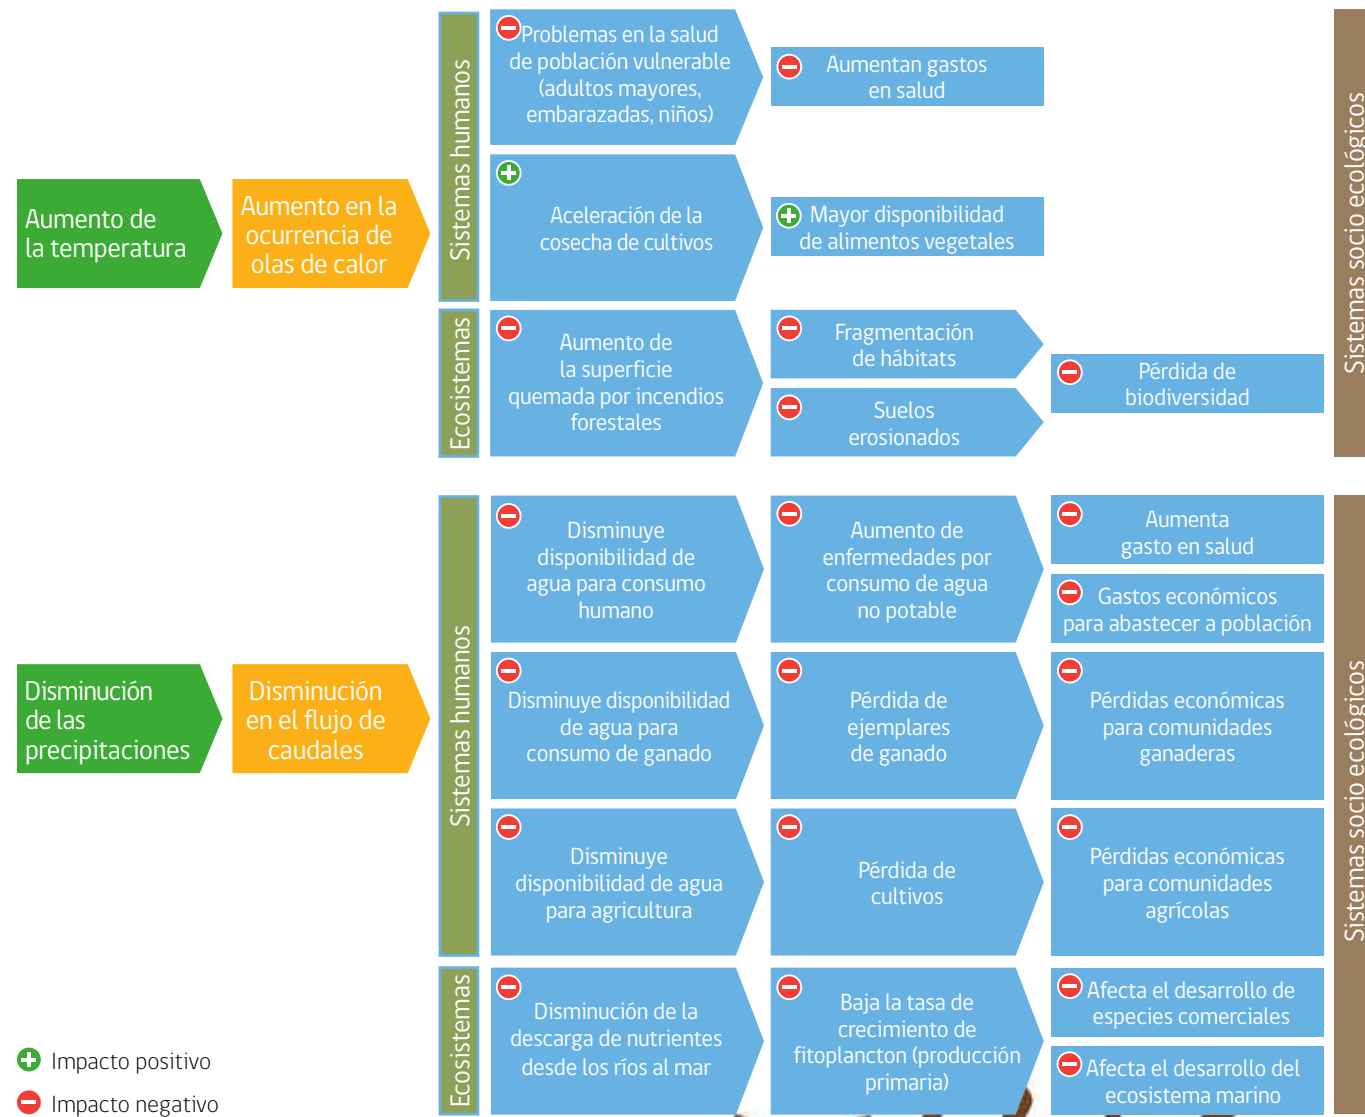 Aumento de
la temperatura
Aumento en la
ocurrencia de
olas de calor
Sistemas humanos
Problemas en la salud
de población vulnerable
(adultos mayores,
embarazadas, niños)
Aumentan gastos
en salud
Aceleración de la
cosecha de cultivos
Mayor disponibilidad
de alimentos vegetales
Ecosistemas
Aumento de
la superficie
quemada por incendios
forestales
Fragmentación
de hábitats
Suelos
erosionados
Pérdida de
biodiversidad
Sistemas socio ecológicos
Disminución
de las
precipitaciones
Disminución
en el flujo de
caudales
Sistemas humanos
Disminuye
disponibilidad de
agua para consumo
humano
Aumento de
enfermedades por
consumo de agua
no potable
Aumenta
gasto en salud
Gastos económicos
para abastecer a población
Disminuye disponibilidad
de agua para
consumo de ganado
Pérdida de
ejemplares
de ganado
Pérdidas económicas
para comunidades
ganaderas
Disminuye
disponibilidad de agua
para agricultura
Pérdida de
cultivos
Pérdidas económicas
para comunidades
agrícolas
Ecosistemas
Disminución de la
descarga de nutrientes
desde los ríos al mar
Baja la tasa de
crecimiento de
fitoplancton (producción
primaria)
Afecta el desarrollo de
especies comerciales
Afecta el desarrollo del
ecosistema marino
Sistemas socio ecológicos
Impacto positivo
Impacto negativo